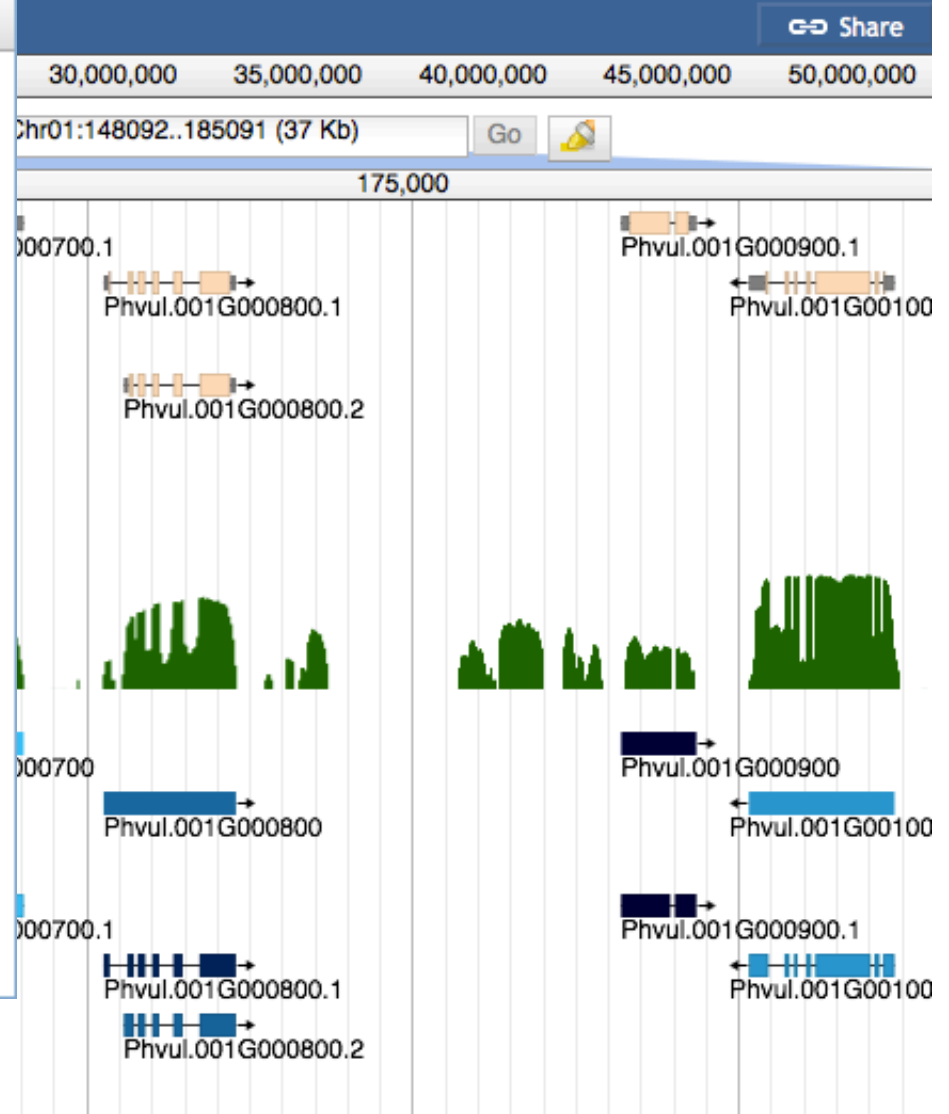 Share
30,000,000 35,000,000 40,000,000 45,000,000 50,000,000
Chr01:148092..185091 (37 Kb) Go
175,000
000700.1 Phvul.001G000900.1
Phvul.001G000800.1 Phvul.001G00100
Phvul.001G000800.2
000700 Phvul.001G000900
Phvul.001G000800 Phvul.001G00100
000700.1 Phvul.001G000900.1
Phvul.001G000800.1 Phvul.001G00100
Phvul.001G000800.2